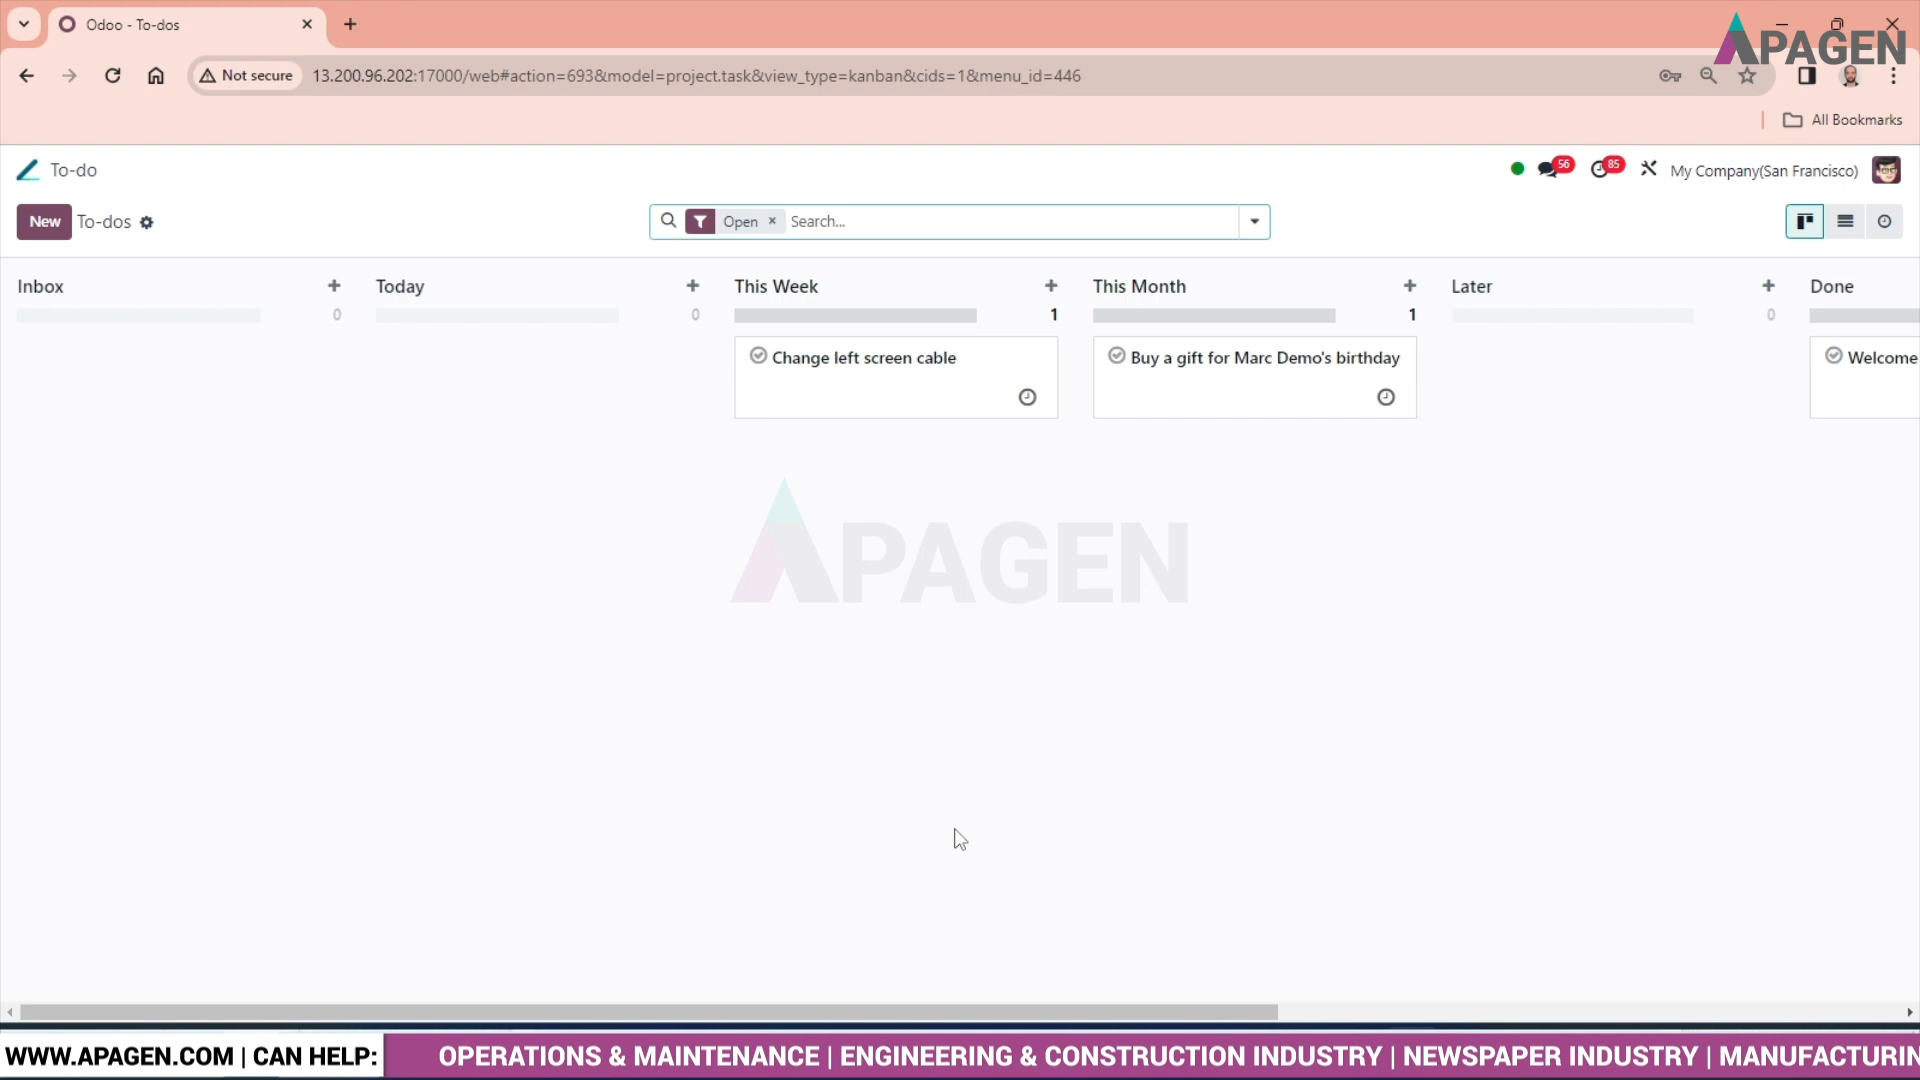 Odoo - To-dos
APAGEN
Not secure
13.200.96.202:17000/web#action=693&model=project.task&view_type=kanban&cids=1&menu_id=446
All Bookmarks
To-do
56
85
My Company(San Francisco)
New
To-dos
Open
Search...
Inbox
Today
This Week
This Month
Later
Done
0
0
1
1
0
Change left screen cable
Buy a gift for Marc Demo's birthday
Welcome
APAGEN
WWW.APAGEN.COM | CAN HELP:
OPERATIONS & MAINTENANCE | ENGINEERING & CONSTRUCTION INDUSTRY | NEWSPAPER INDUSTRY | MANUFACTURIN